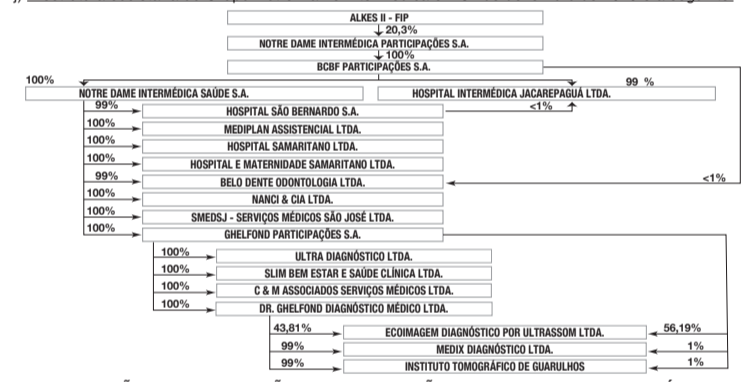 ALKES II - FIP
20,3%
NOTRE DAME INTERMÉDICA PARTICIPAÇÕES S.A.
100%
BCBF PARTICIPAÇÕES S.A.
100% 99 %
NOTRE DAME INTERMÉDICA SAÚDE S.A. HOSPITAL INTERMÉDICA JACAREPAGUÁ LTDA.
99% HOSPITAL SÃO BERNARDO S.A. <1%
100% MEDIPLAN ASSISTENCIAL LTDA.
100% HOSPITAL SAMARITANO LTDA.
100% HOSPITAL E MATERNIDADE SAMARITANO LTDA.
99% BELO DENTE ODONTOLOGIA LTDA. <1%
100% NANCI & CIA LTDA.
100% SMEDSJ - SERVIÇOS MÉDICOS SÃO JOSÉ LTDA.
100% GHELFOND PARTICIPAÇÕES S.A.
100% ULTRA DIAGNÓSTICO LTDA.
100% SLIM BEM ESTAR E SAÚDE CLÍNICA LTDA.
100% C & M ASSOCIADOS SERVIÇOS MÉDICOS LTDA.
100% DR. GHELFOND DIAGNÓSTICO MÉDICO LTDA.
43,81% ECOIMAGEM DIAGNÓSTICO POR ULTRASSOM LTDA. 56,19%
99% MEDIX DIAGNÓSTICO LTDA. 1%
99% INSTITUTO TOMOGRÁFICO DE GUARULHOS 1%